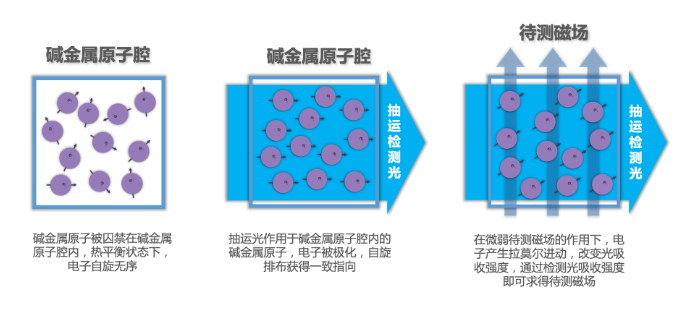 碱金属原子腔
碱金属原子被囚禁在碱金属
原子腔内，热平衡状态下，
电子自旋无序
碱金属原子腔
抽运检测光
抽运光作用于碱金属原子腔内的
碱金属原子，电子被极化，自旋
排布获得一致指向
待测磁场
抽运检测光
在微弱待测磁场的作用下，电
子产生拉莫尔进动，改变光吸
收强度，通过检测光吸收强度
即可求得待测磁场